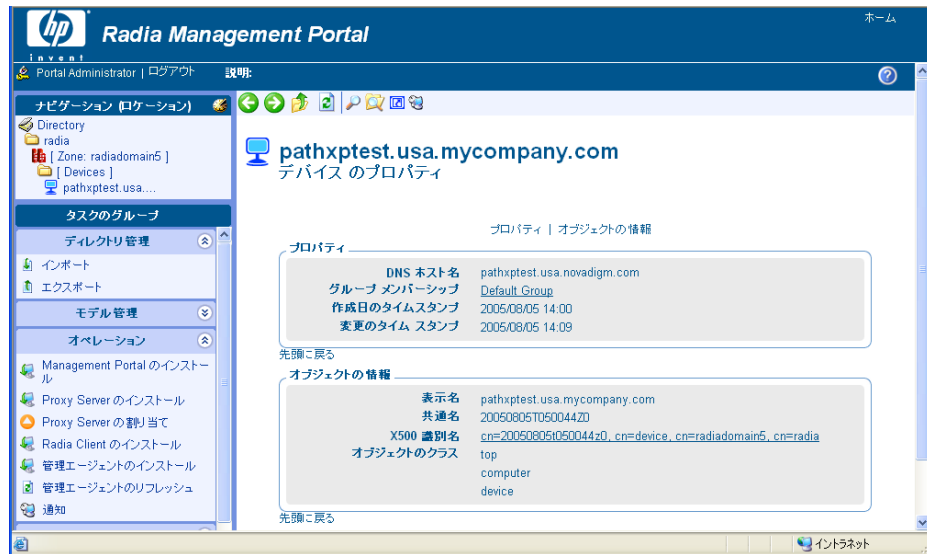 hp
invent
Radia Management Portal
ホーム
Portal Administrator | ログアウト
説明:
ナビゲーション (ロケーション)
Directory
radia
[ Zone: radiadomain5 ]
[ Devices ]
pathxptest.usa....
タスクのグループ
ディレクトリ管理
インポート
エクスポート
モデル管理
オペレーション
Management Portal のインストー
ル
Proxy Server のインストール
Proxy Server の割り当て
Radia Client のインストール
管理エージェントのインストール
管理エージェントのリフレッシュ
通知
pathxptest.usa.mycompany.com
デバイス のプロパティ
プロパティ | オブジェクトの情報
プロパティ
DNS ホスト名 pathxptest.usa.novadigm.com
グループ メンバーシップ Default Group
作成日のタイムスタンプ 2005/08/05 14:00
変更のタイム スタンプ 2005/08/05 14:09
先頭に戻る
オブジェクトの情報
表示名 pathxptest.usa.mycompany.com
共通名 20050805T050044Z0
X500 識別名 cn=20050805t050044z0, cn=device, cn=radiadomain5, cn=radia
オブジェクトのクラス top
computer
device
先頭に戻る
イントラネット